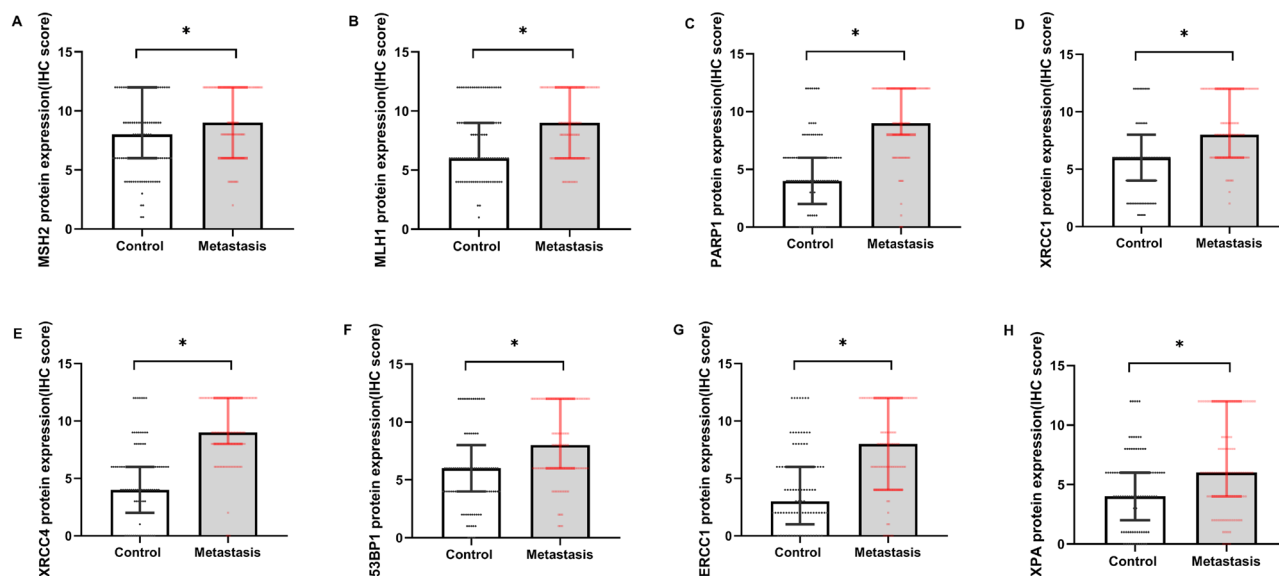 A
MSH2 protein expression(IHC score)
15
10
5
0
*
Control
Metastasis
B
MLH1 protein expression(IHC score)
15
10
5
0
*
Control
Metastasis
C
PARP1 protein expression(IHC score)
15
10
5
0
*
Control
Metastasis
D
XRCC1 protein expression(IHC score)
15
10
5
0
*
Control
Metastasis
E
XRCC4 protein expression(IHC score)
15
10
5
0
*
Control
Metastasis
F
53BP1 protein expression(IHC score)
15
10
5
0
*
Control
Metastasis
G
ERCC1 protein expression(IHC score)
15
10
5
0
*
Control
Metastasis
H
XPA protein expression(IHC score)
15
10
5
0
*
Control
Metastasis